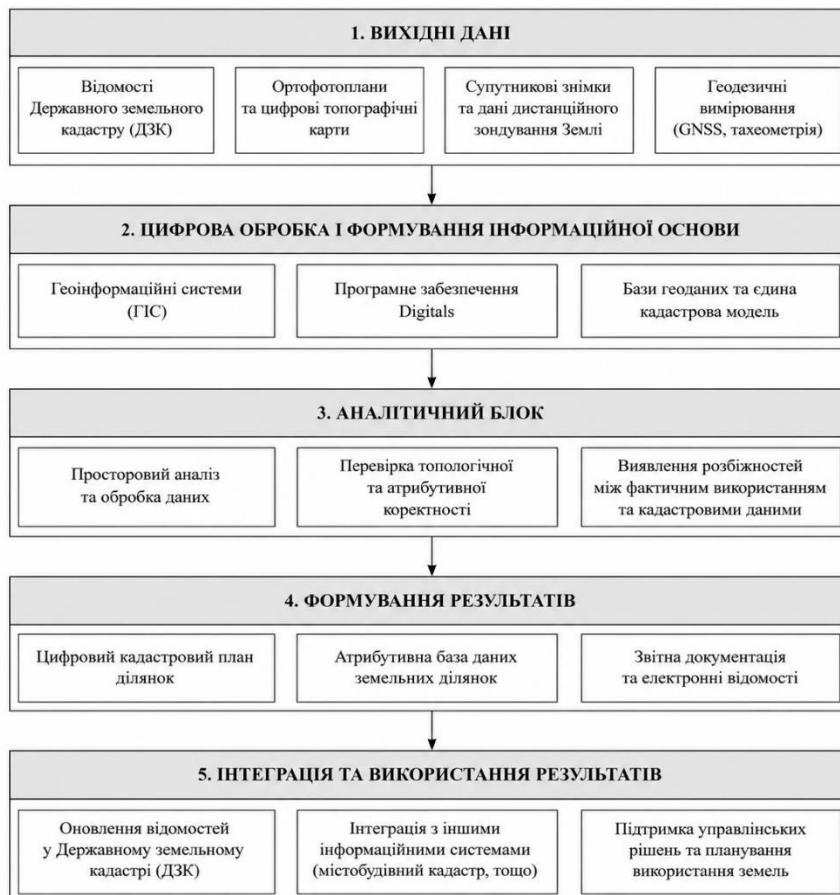 1. ВИХІДНІ ДАНІ
Відомості
Державного земельного
кадастру (ДЗК)
Ортофотоплани
та цифрові топографічні
карти
Супутникові знімки
та дані дистанційного
зондування Землі
Геодезичні
вимірювання
(GNSS, тахеометрія)
2. ЦИФРОВА ОБРОБКА І ФОРМУВАННЯ ІНФОРМАЦІЙНОЇ ОСНОВИ
Геоінформаційні системи
(ГІС)
Програмне забезпечення
Digitals
Бази геоданих та єдина
кадастрова модель
3. АНАЛІТИЧНИЙ БЛОК
Просторовий аналіз
та обробка даних
Перевірка топологічної
та атрибутивної
коректності
Виявлення розбіжностей
між фактичним використанням
та кадастровими даними
4. ФОРМУВАННЯ РЕЗУЛЬТАТІВ
Цифровий кадастровий план
ділянок
Атрибутивна база даних
земельних ділянок
Звітна документація
та електронні відомості
5. ІНТЕГРАЦІЯ ТА ВИКОРИСТАННЯ РЕЗУЛЬТАТІВ
Оновлення відомостей
у Державному земельному
кадастрі (ДЗК)
Інтеграція з іншими
інформаційними системами
(містобудівний кадастр, тощо)
Підтримка управлінських
рішень та планування
використання земель